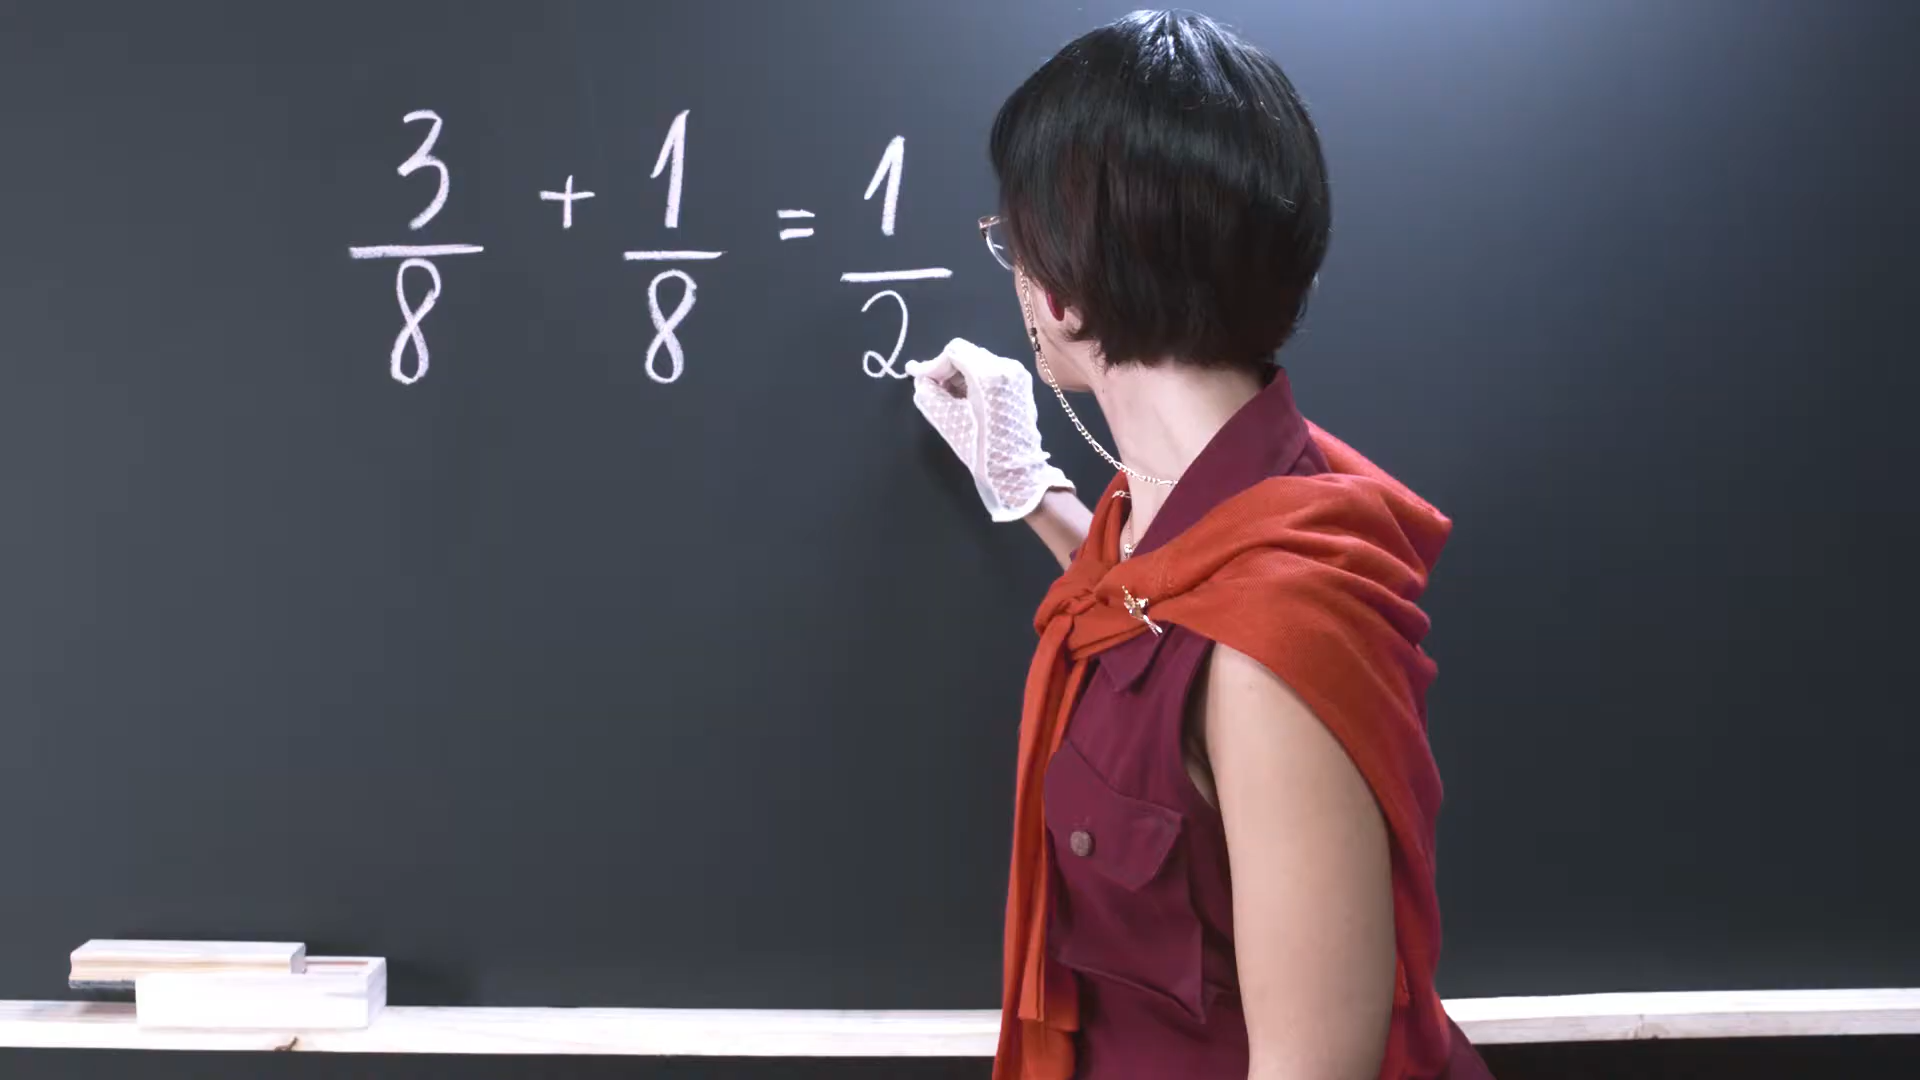 3/8 + 1/8 = 1/2